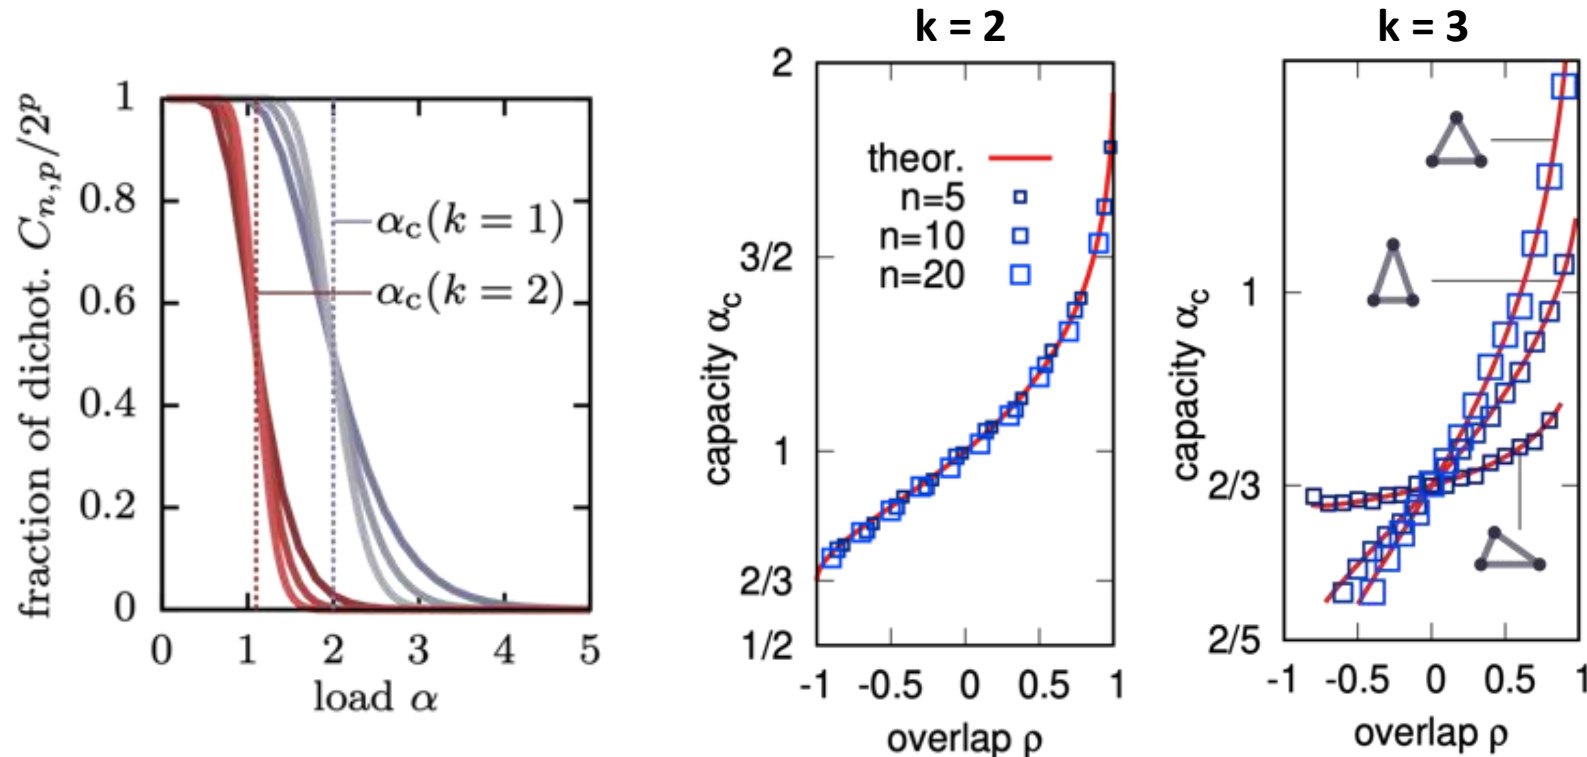 fraction of dichot. C_{n,p}/2^p
1
0.8
0.6
0.4
0.2
0
α_c(k = 1)
α_c(k = 2)
0 1 2 3 4 5
load α
k = 2
capacity α_c
2
3/2
1
2/3
1/2
theor.
n=5
n=10
n=20
-1 -0.5 0 0.5 1
overlap ρ
k = 3
capacity α_c
1
2/3
2/5
-1 -0.5 0 0.5 1
overlap ρ